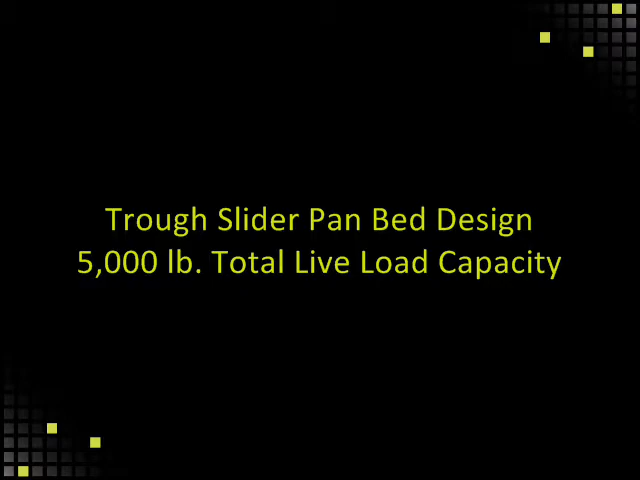 Trough Slider Pan Bed Design
5,000 lb. Total Live Load Capacity